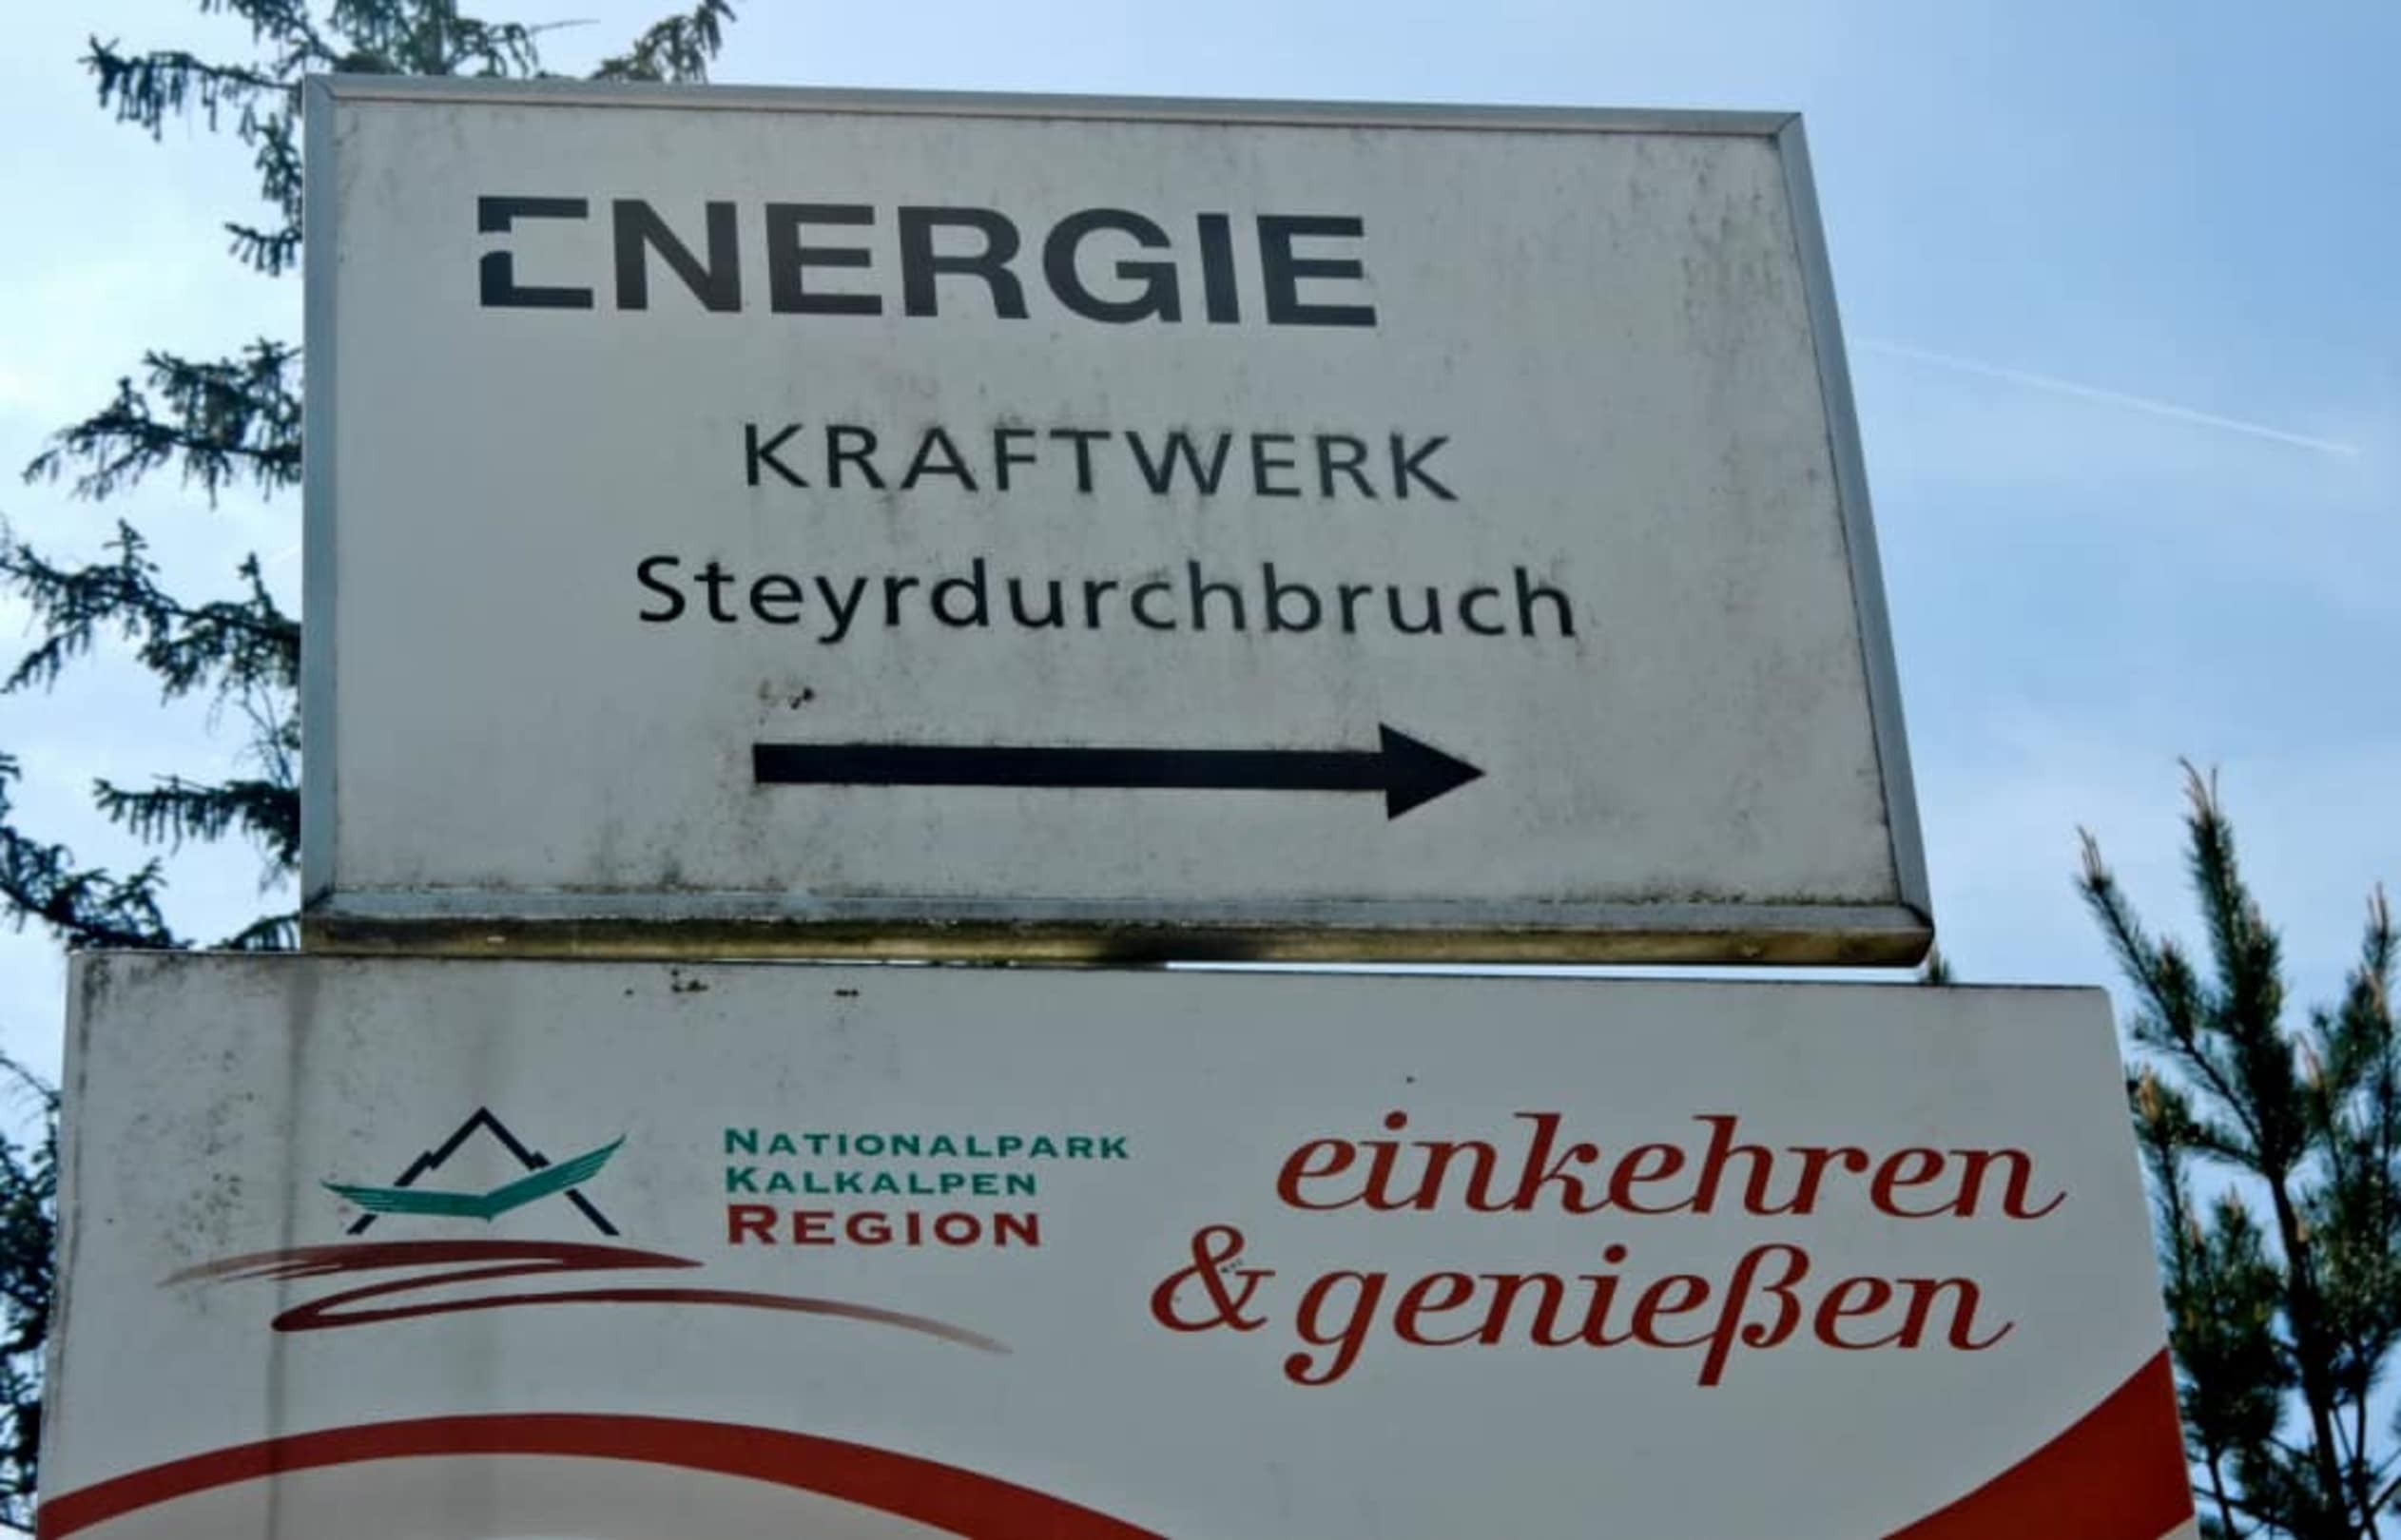 ENERGIE
KRAFTWERK
Steyrdurchbruch
NATIONALPARK
KALKALPEN
REGION
einkehren
& genießen